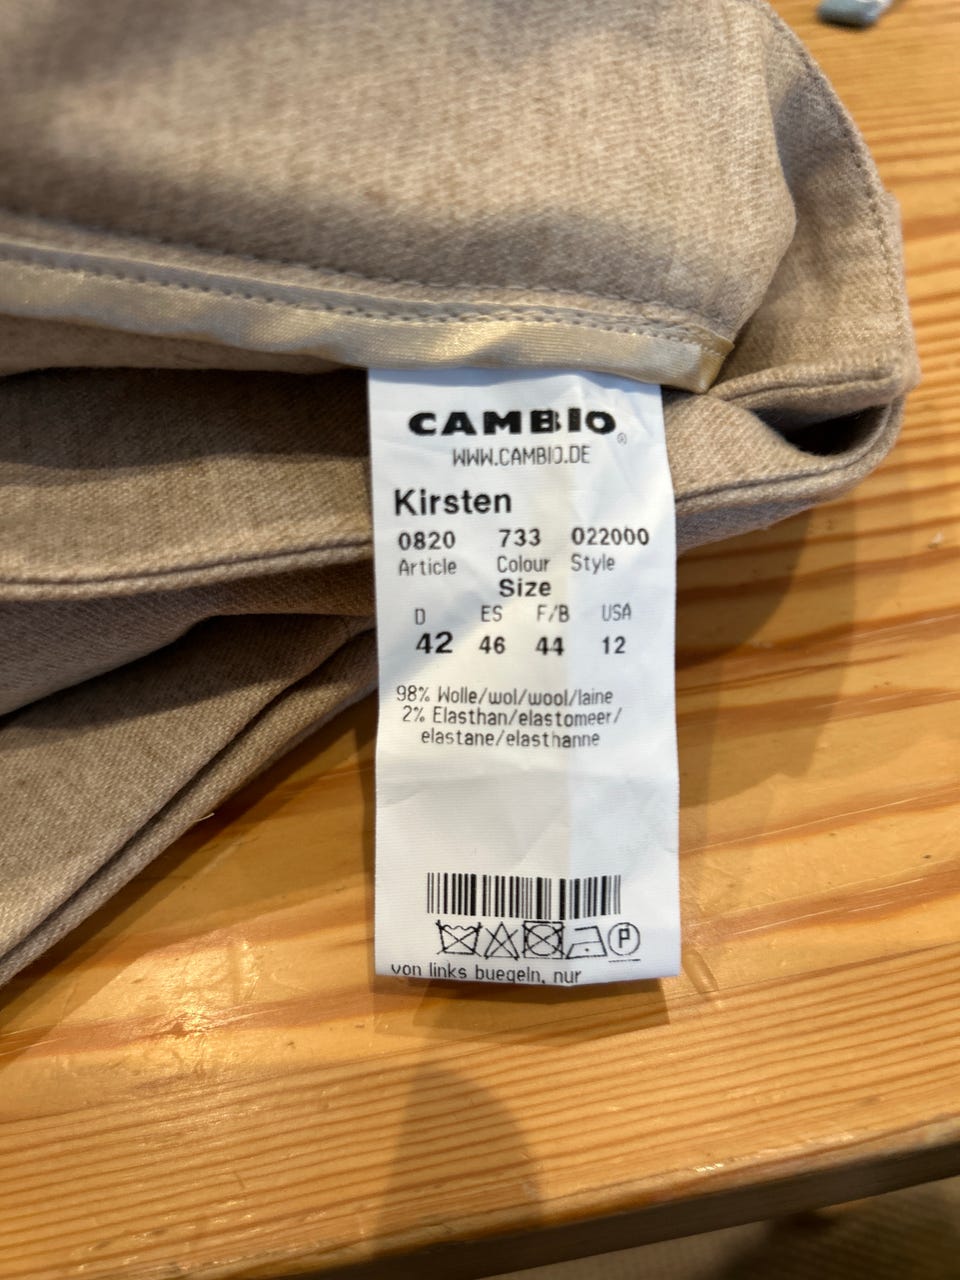 CAMBIO®
WWW.CAMBIO.DE
Kirsten
0820 733 022000
Article Colour Style
Size
D ES F/B USA
42 46 44 12
98% Wolle/wol/wool/laine
2% Elasthan/elastomeer/
elastane/elasthanne
P
von links buegeln, nur